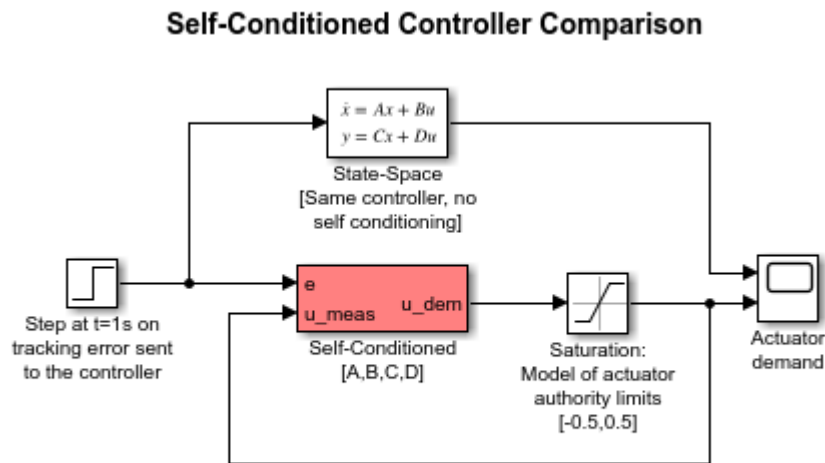 Self-Conditioned Controller Comparison
ẋ = Ax + Bu
y = Cx + Du
State-Space
[Same controller, no
self conditioning]
Step at t=1s on
tracking error sent
to the controller
e
u_meas
u_dem
Self-Conditioned
[A,B,C,D]
Saturation:
Model of actuator
authority limits
[-0.5,0.5]
Actuator
demand